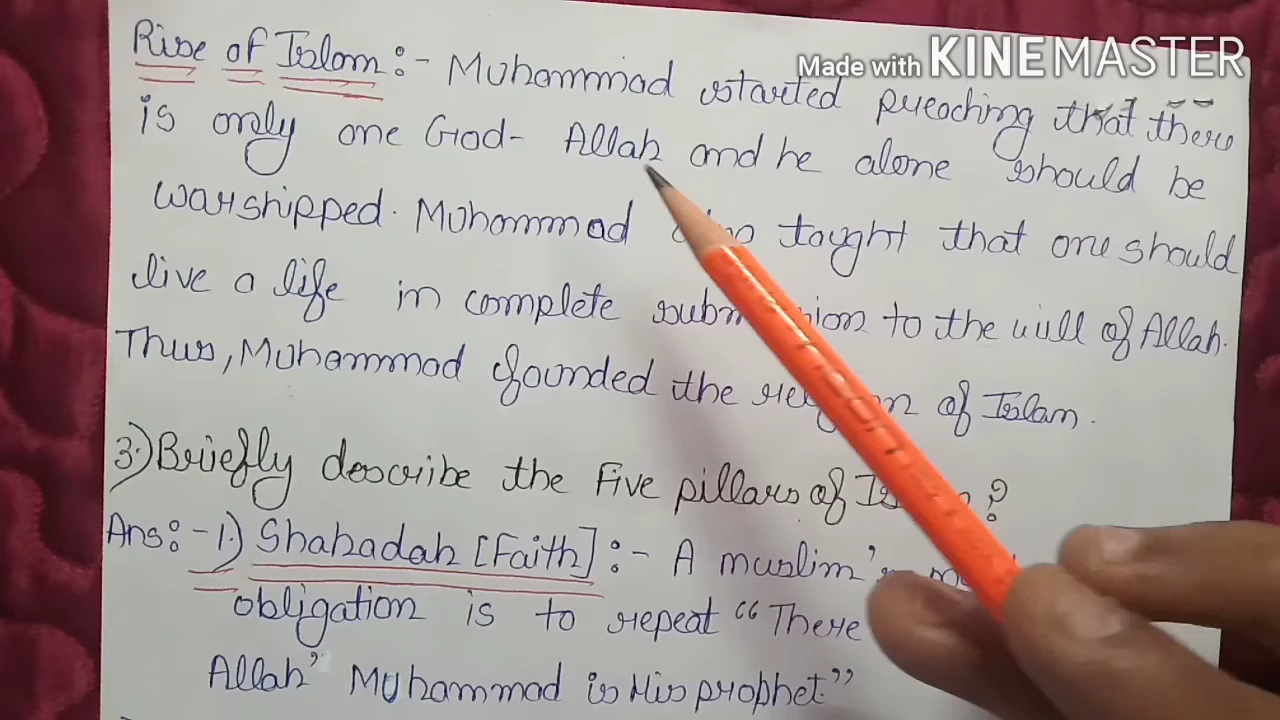 Made with KINEMASTER
Rise of Islam :- Muhammad started preaching that there
is only one God- Allah and he alone should be
warshipped. Muhammad taught that one should
live a life in complete to the will of Allah.
Thus, Muhammad founded the of Islam.
3.) Briefly describe the Five pillars of ?
Ans: -1.) Shahadah [Faith] :- A muslim's
obligation is to repeat “There
Allah’ Muhammad is His prophet.”